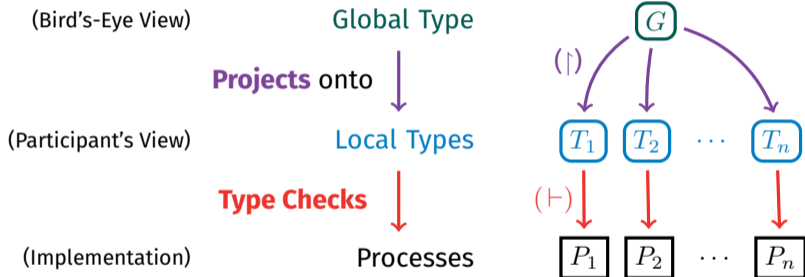 (Bird's-Eye View) Global Type G
Projects onto (↾)
(Participant's View) Local Types T₁ T₂ ⋯ Tₙ
Type Checks (⊢)
(Implementation) Processes P₁ P₂ ⋯ Pₙ